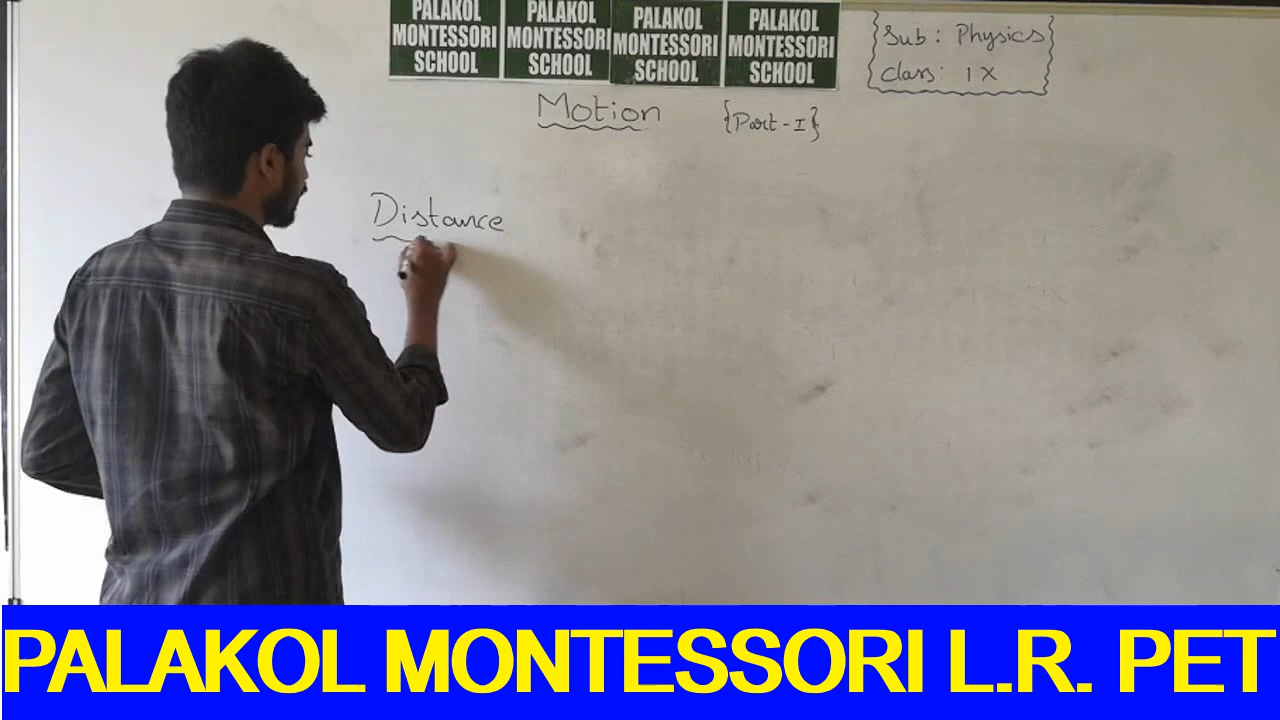 PALAKOL MONTESSORI SCHOOL
PALAKOL MONTESSORI SCHOOL
PALAKOL MONTESSORI SCHOOL
PALAKOL MONTESSORI SCHOOL
Sub: Physics
Class: IX
Motion {Part-I}
Distance
PALAKOL MONTESSORI L.R. PET